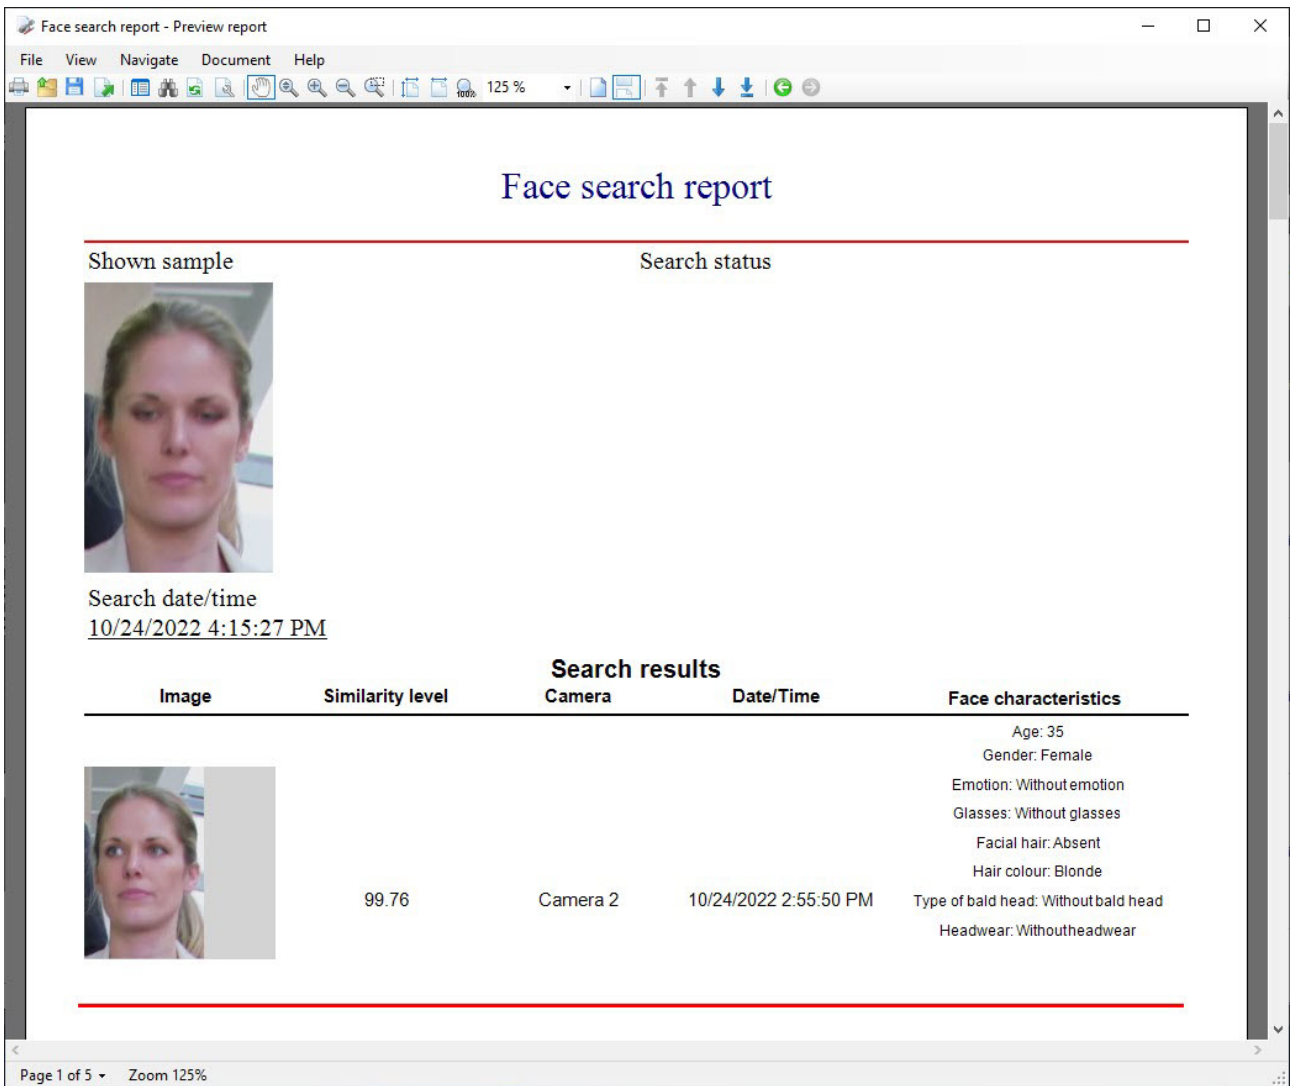 Face search report - Preview report
File View Navigate Document Help
100% 125 %
Face search report
Shown sample Search status
Search date/time
10/24/2022 4:15:27 PM
Search results
Image Similarity level Camera Date/Time Face characteristics
Age: 35
Gender: Female
Emotion: Without emotion
Glasses: Without glasses
Facial hair: Absent
Hair colour: Blonde
99.76 Camera 2 10/24/2022 2:55:50 PM Type of bald head: Without bald head
Headwear: Withoutheadwear
Page 1 of 5 Zoom 125%